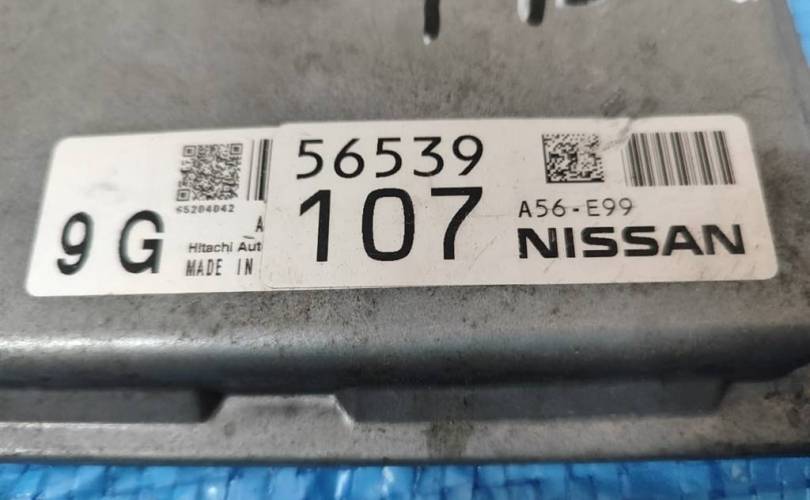 56539
107
A56-E99
NISSAN
65204042
9 G
A
Hitachi Aut
MADE IN